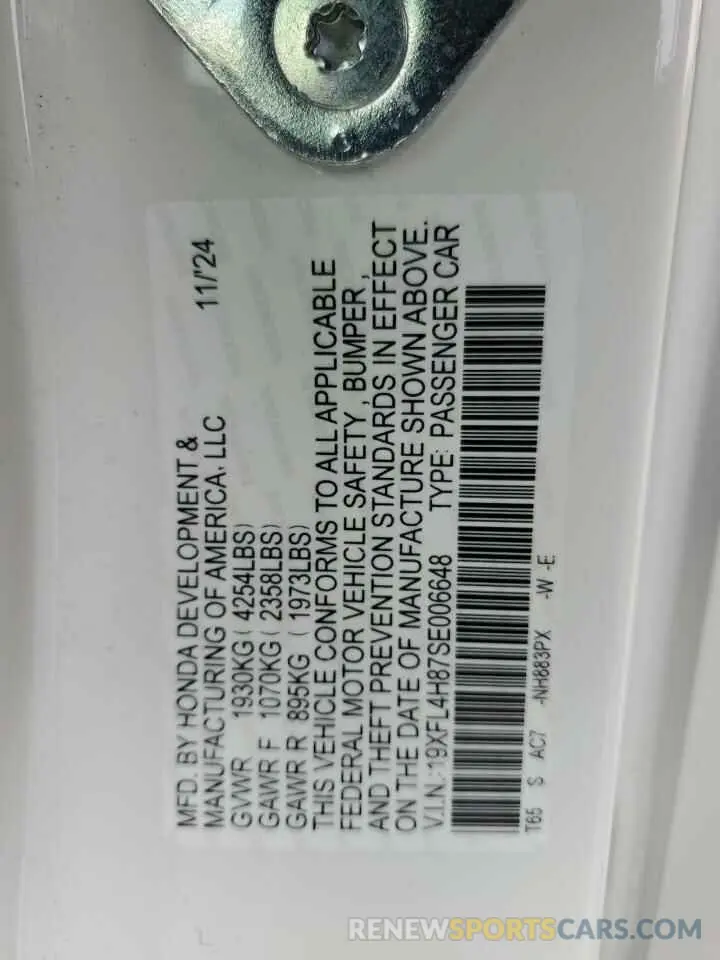 MFD. BY HONDA DEVELOPMENT &
MANUFACTURING OF AMERICA, LLC 11/'24
GVWR 1930KG ( 4254LBS)
GAWR F 1070KG ( 2358LBS)
GAWR R 895KG ( 1973LBS)
THIS VEHICLE CONFORMS TO ALL APPLICABLE
FEDERAL MOTOR VEHICLE SAFETY , BUMPER ,
AND THEFT PREVENTION STANDARDS IN EFFECT
ON THE DATE OF MANUFACTURE SHOWN ABOVE.
V.I.N.:19XFL4H87SE006648 TYPE: PASSENGER CAR
T65 S AC7 -NH883PX -W -E
RENEWSPORTSCARS.COM